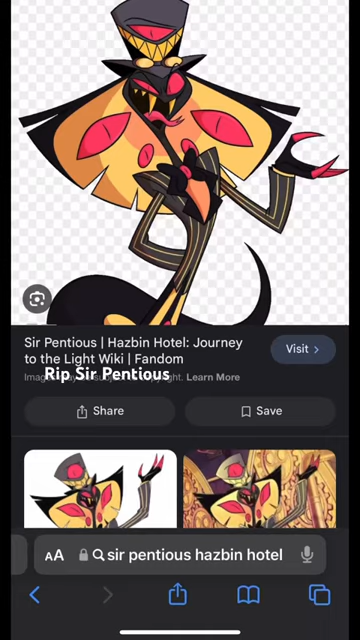 Sir Pentious | Hazbin Hotel: Journey
to the Light Wiki | Fandom
Visit >
Rip Sir Pentious
copyright. Learn More
Share
Save
AA sir pentious hazbin hotel